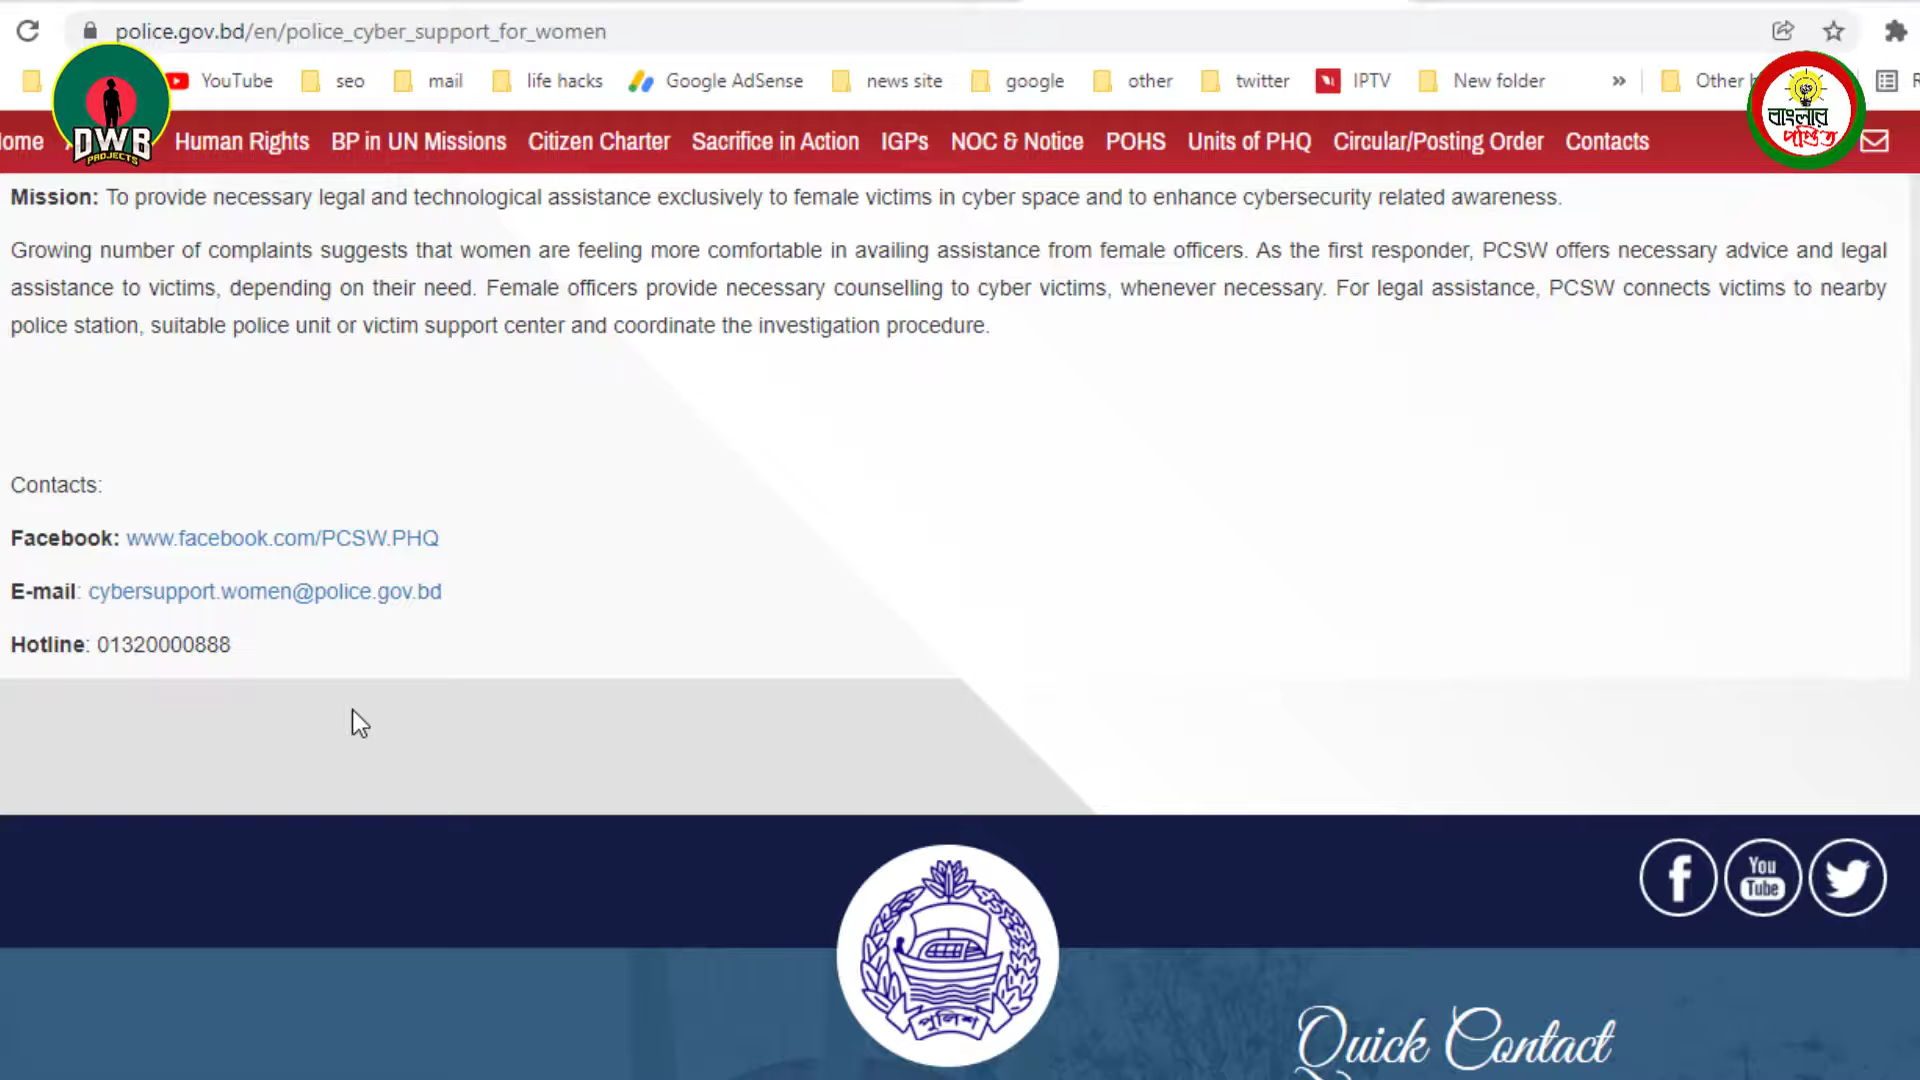 police.gov.bd/en/police_cyber_support_for_women
YouTube seo mail life hacks Google AdSense news site google other twitter IPTV New folder » Other
ome Human Rights BP in UN Missions Citizen Charter Sacrifice in Action IGPs NOC & Notice POHS Units of PHQ Circular/Posting Order Contacts
DWB
PROJECTS
বাংলার
পণ্ডিত
Mission: To provide necessary legal and technological assistance exclusively to female victims in cyber space and to enhance cybersecurity related awareness.
Growing number of complaints suggests that women are feeling more comfortable in availing assistance from female officers. As the first responder, PCSW offers necessary advice and legal
assistance to victims, depending on their need. Female officers provide necessary counselling to cyber victims, whenever necessary. For legal assistance, PCSW connects victims to nearby
police station, suitable police unit or victim support center and coordinate the investigation procedure.
Contacts:
Facebook: www.facebook.com/PCSW.PHQ
E-mail: cybersupport.women@police.gov.bd
Hotline: 01320000888
You
Tube
পুলিশ
Quick Contact